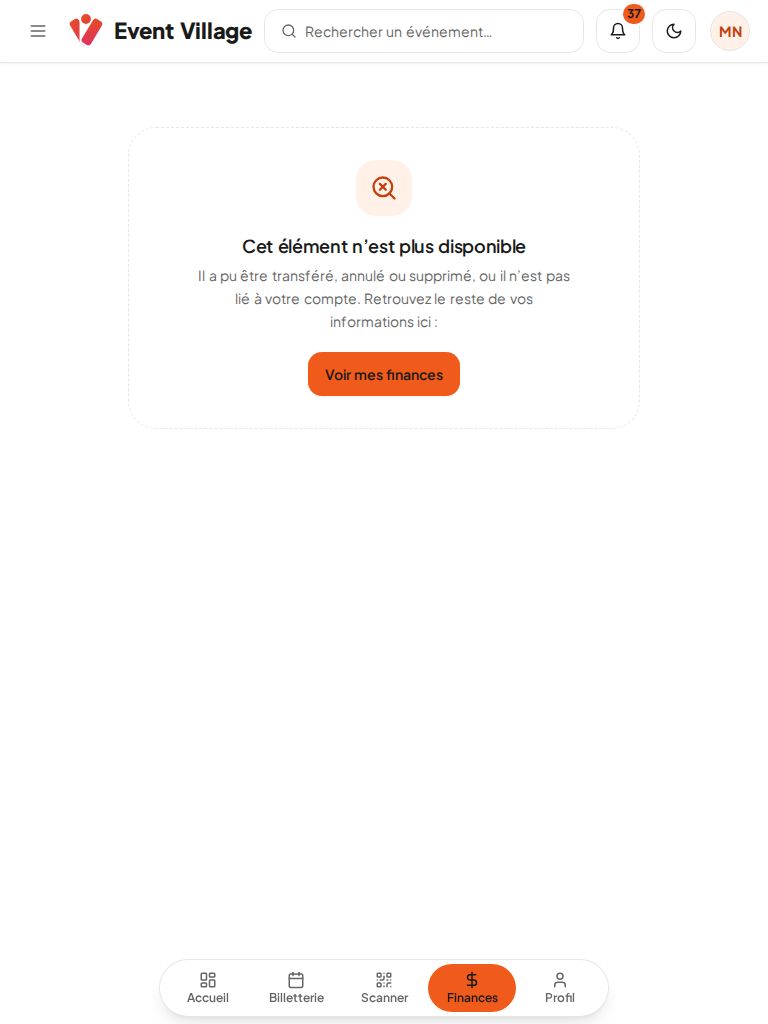 Event Village
Rechercher un événement…
37
MN
Cet élément n’est plus disponible
Il a pu être transféré, annulé ou supprimé, ou il n’est pas
lié à votre compte. Retrouvez le reste de vos
informations ici :
Voir mes finances
Accueil
Billetterie
Scanner
Finances
Profil